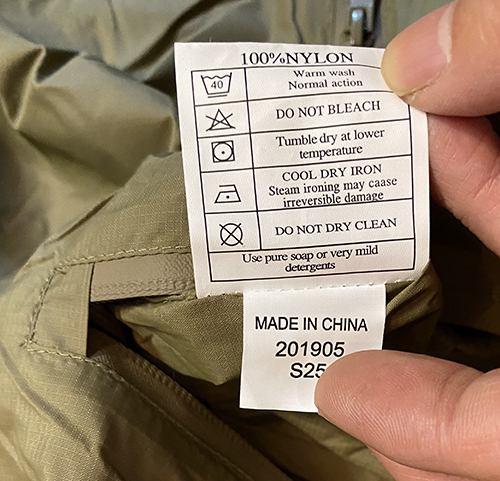 100%NYLON
40
Warm wash
Normal action
DO NOT BLEACH
Tumble dry at lower
temperature
COOL DRY IRON
Steam ironing may cause
irreversible damage
DO NOT DRY CLEAN
Use pure soap or very mild
detergents
MADE IN CHINA
201905
S25